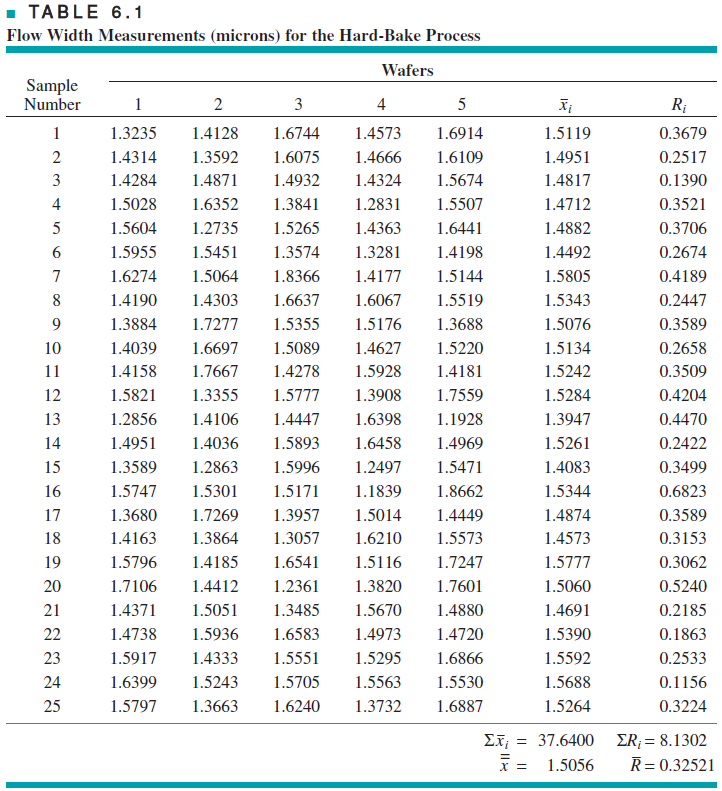 TABLE 6.1
Flow Width Measurements (microns) for the Hard-Bake Process
Wafers
Sample
Number 1 2 3 4 5 x̄i Ri
1 1.3235 1.4128 1.6744 1.4573 1.6914 1.5119 0.3679
2 1.4314 1.3592 1.6075 1.4666 1.6109 1.4951 0.2517
3 1.4284 1.4871 1.4932 1.4324 1.5674 1.4817 0.1390
4 1.5028 1.6352 1.3841 1.2831 1.5507 1.4712 0.3521
5 1.5604 1.2735 1.5265 1.4363 1.6441 1.4882 0.3706
6 1.5955 1.5451 1.3574 1.3281 1.4198 1.4492 0.2674
7 1.6274 1.5064 1.8366 1.4177 1.5144 1.5805 0.4189
8 1.4190 1.4303 1.6637 1.6067 1.5519 1.5343 0.2447
9 1.3884 1.7277 1.5355 1.5176 1.3688 1.5076 0.3589
10 1.4039 1.6697 1.5089 1.4627 1.5220 1.5134 0.2658
11 1.4158 1.7667 1.4278 1.5928 1.4181 1.5242 0.3509
12 1.5821 1.3355 1.5777 1.3908 1.7559 1.5284 0.4204
13 1.2856 1.4106 1.4447 1.6398 1.1928 1.3947 0.4470
14 1.4951 1.4036 1.5893 1.6458 1.4969 1.5261 0.2422
15 1.3589 1.2863 1.5996 1.2497 1.5471 1.4083 0.3499
16 1.5747 1.5301 1.5171 1.1839 1.8662 1.5344 0.6823
17 1.3680 1.7269 1.3957 1.5014 1.4449 1.4874 0.3589
18 1.4163 1.3864 1.3057 1.6210 1.5573 1.4573 0.3153
19 1.5796 1.4185 1.6541 1.5116 1.7247 1.5777 0.3062
20 1.7106 1.4412 1.2361 1.3820 1.7601 1.5060 0.5240
21 1.4371 1.5051 1.3485 1.5670 1.4880 1.4691 0.2185
22 1.4738 1.5936 1.6583 1.4973 1.4720 1.5390 0.1863
23 1.5917 1.4333 1.5551 1.5295 1.6866 1.5592 0.2533
24 1.6399 1.5243 1.5705 1.5563 1.5530 1.5688 0.1156
25 1.5797 1.3663 1.6240 1.3732 1.6887 1.5264 0.3224
Σx̄i = 37.6400 ΣRi = 8.1302
x̿ = 1.5056 R̄ = 0.32521